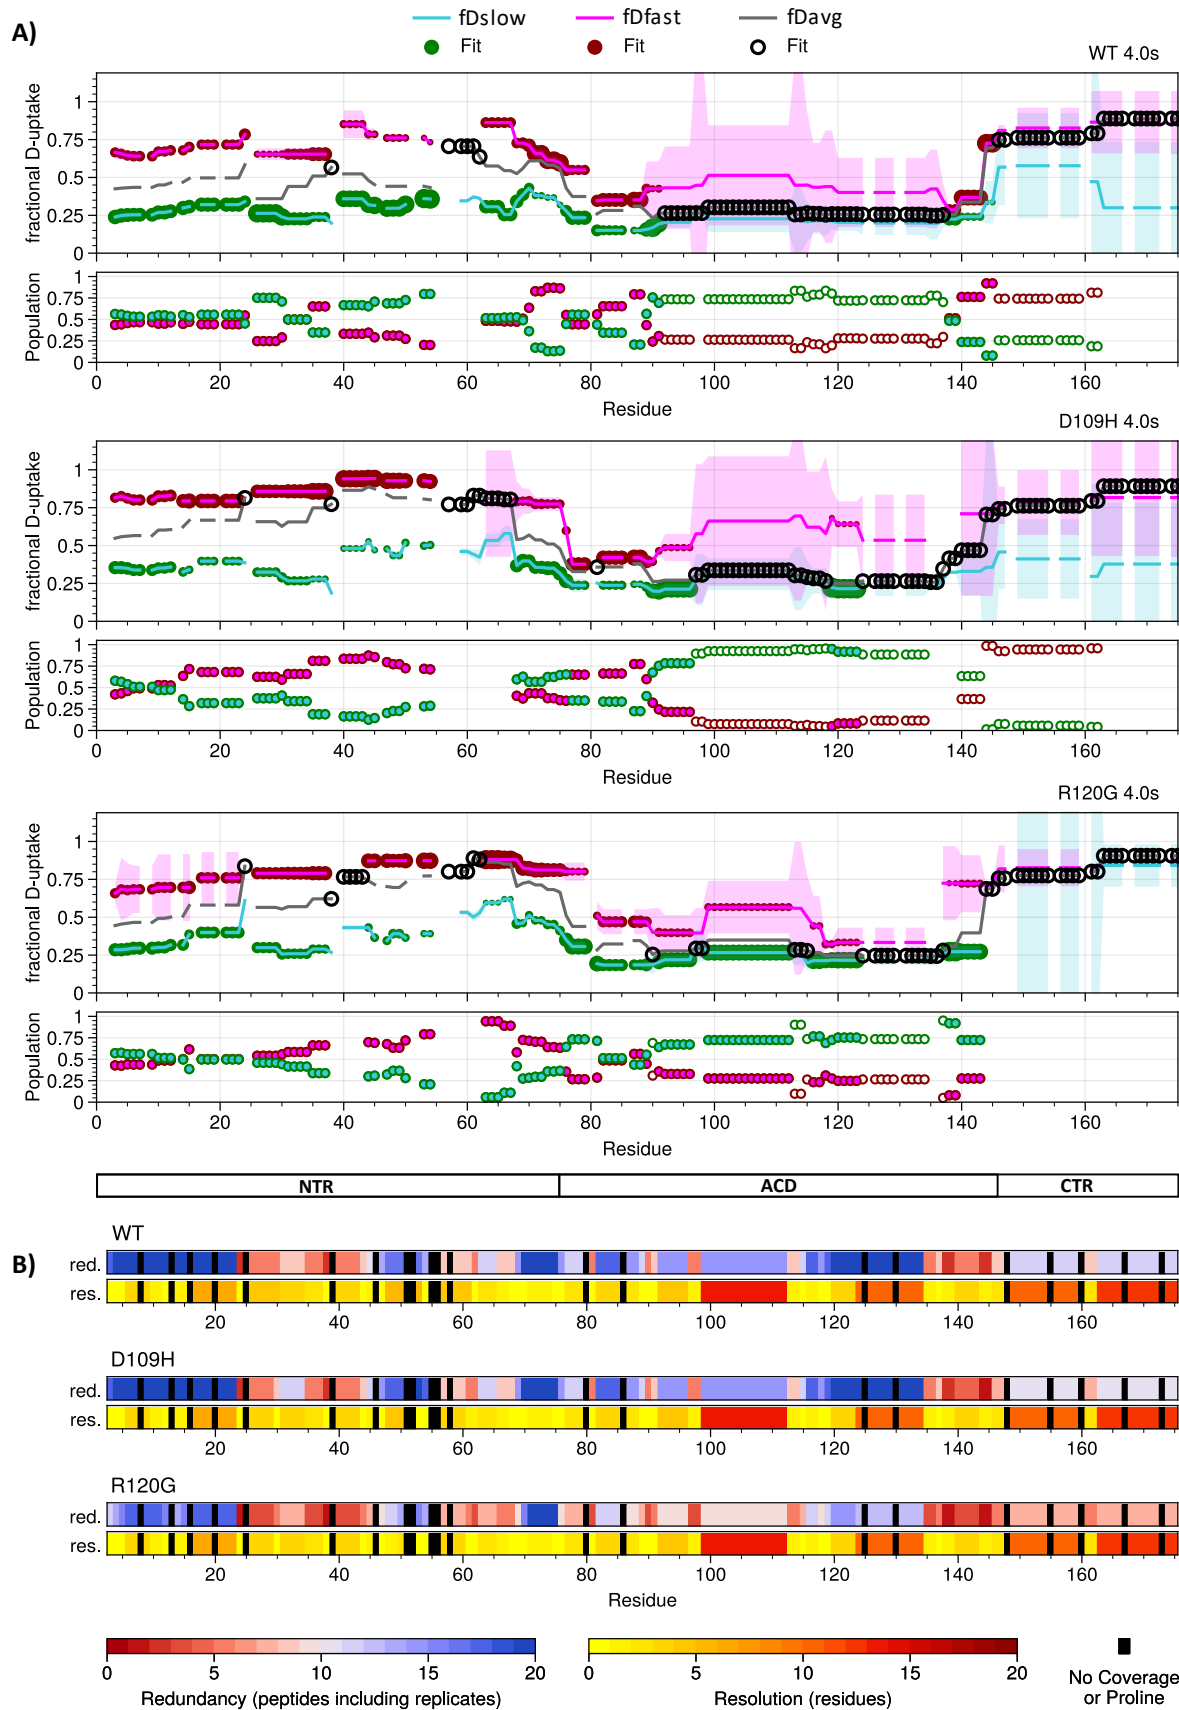 A)
fDslow fDfast fDavg
Fit Fit Fit
WT 4.0s
fractional D-uptake
1
0.75
0.5
0.25
0
Population
1
0.75
0.5
0.25
0
0 20 40 60 80 100 120 140 160
Residue
D109H 4.0s
fractional D-uptake
1
0.75
0.5
0.25
0
Population
1
0.75
0.5
0.25
0
0 20 40 60 80 100 120 140 160
Residue
R120G 4.0s
fractional D-uptake
1
0.75
0.5
0.25
0
Population
1
0.75
0.5
0.25
0
0 20 40 60 80 100 120 140 160
Residue
NTR ACD CTR
B)
WT
red.
res.
20 40 60 80 100 120 140 160
D109H
red.
res.
20 40 60 80 100 120 140 160
R120G
red.
res.
20 40 60 80 100 120 140 160
Residue
0 5 10 15 20
Redundancy (peptides including replicates)
0 5 10 15 20
Resolution (residues)
No Coverage
or Proline